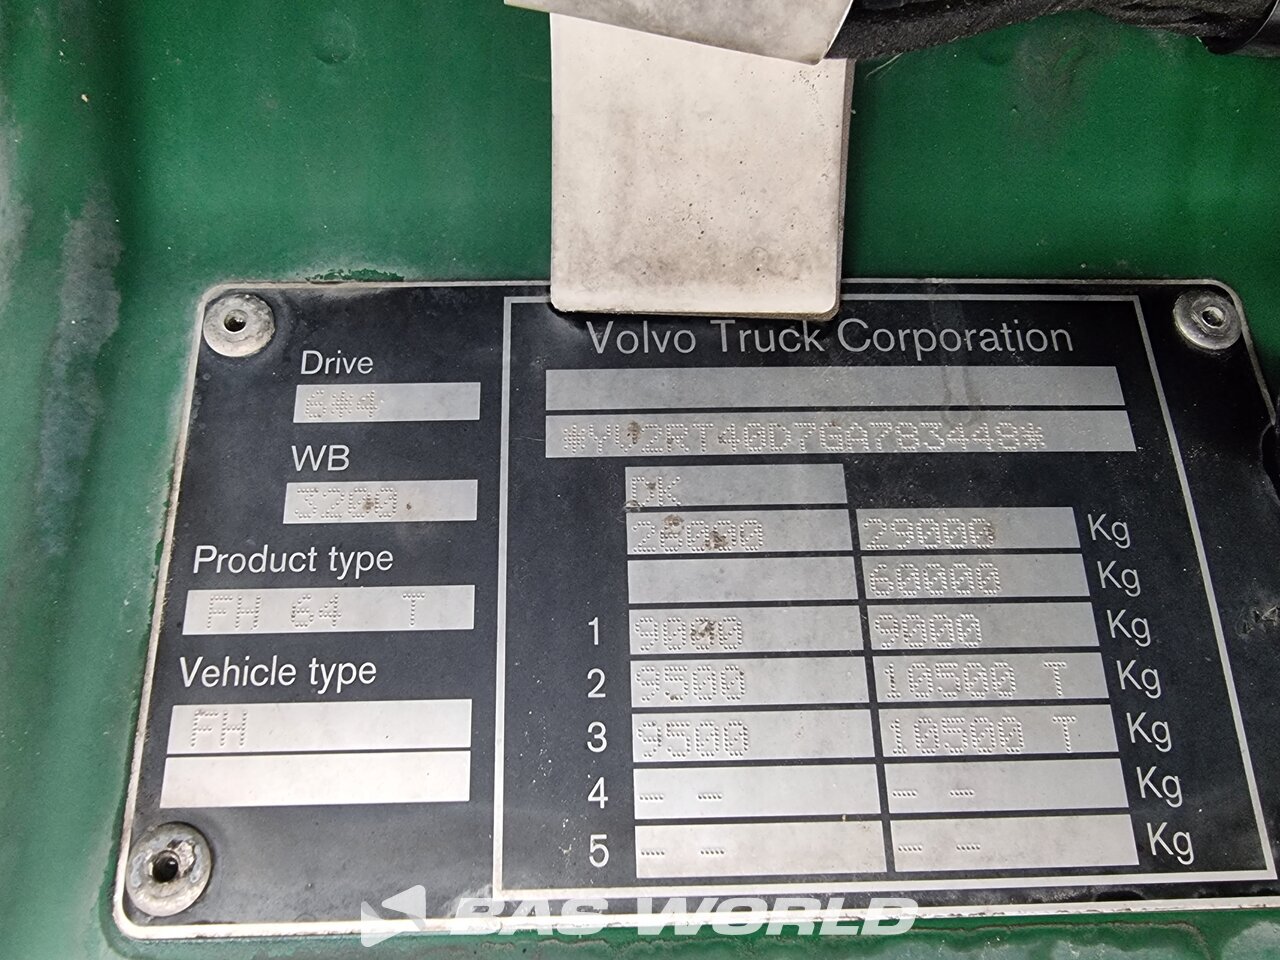 Volvo Truck Corporation
Drive
6*4
*YV2RT40D7GA783448*
WB
3200
DK
28000 29000 Kg
Product type
FH 64 T
60000 Kg
1 9000 9000 Kg
Vehicle type
2 9500 10500 T Kg
FH
3 9500 10500 T Kg
4 -- -- -- -- Kg
5 -- -- -- -- Kg
BAS WORLD